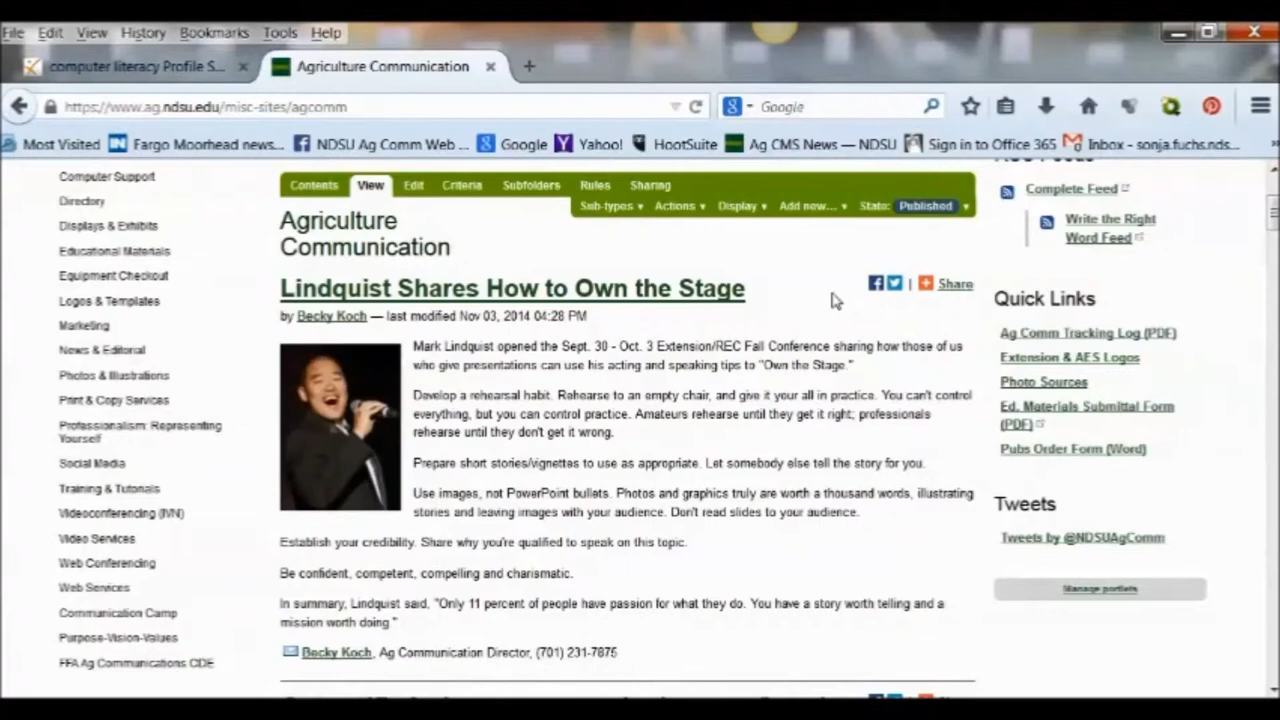 File Edit View History Bookmarks Tools Help
computer literacy Profile S...
Agriculture Communication
https://www.ag.ndsu.edu/misc-sites/agcomm
Google
Most Visited
Fargo Moorhead news...
NDSU Ag Comm Web ...
Google
Yahoo!
HootSuite
Ag CMS News — NDSU
Sign in to Office 365
Inbox - sonja.fuchs.nds...
Computer Support
Directory
Displays & Exhibits
Educational Materials
Equipment Checkout
Logos & Templates
Marketing
News & Editorial
Photos & Illustrations
Print & Copy Services
Professionalism: Representing
Yourself
Social Media
Training & Tutorials
Videoconferencing (IVN)
Video Services
Web Conferencing
Web Services
Communication Camp
Purpose-Vision-Values
FFA Ag Communications CDE
Contents View Edit Criteria Subfolders Rules Sharing
Sub-types Actions Display Add new... State: Published
Agriculture
Communication
Lindquist Shares How to Own the Stage
| Share
by Becky Koch — last modified Nov 03, 2014 04:28 PM
Mark Lindquist opened the Sept. 30 - Oct. 3 Extension/REC Fall Conference sharing how those of us
who give presentations can use his acting and speaking tips to "Own the Stage."
Develop a rehearsal habit. Rehearse to an empty chair, and give it your all in practice. You can't control
everything, but you can control practice. Amateurs rehearse until they get it right; professionals
rehearse until they don't get it wrong.
Prepare short stories/vignettes to use as appropriate. Let somebody else tell the story for you.
Use images, not PowerPoint bullets. Photos and graphics truly are worth a thousand words, illustrating
stories and leaving images with your audience. Don't read slides to your audience.
Establish your credibility. Share why you're qualified to speak on this topic.
Be confident, competent, compelling and charismatic.
In summary, Lindquist said, "Only 11 percent of people have passion for what they do. You have a story worth telling and a
mission worth doing."
Becky Koch, Ag Communication Director, (701) 231-7875
Complete Feed
Write the Right
Word Feed
Quick Links
Ag Comm Tracking Log (PDF)
Extension & AES Logos
Photo Sources
Ed. Materials Submittal Form
(PDF)
Pubs Order Form (Word)
Tweets
Tweets by @NDSUAgComm
Manage portlets